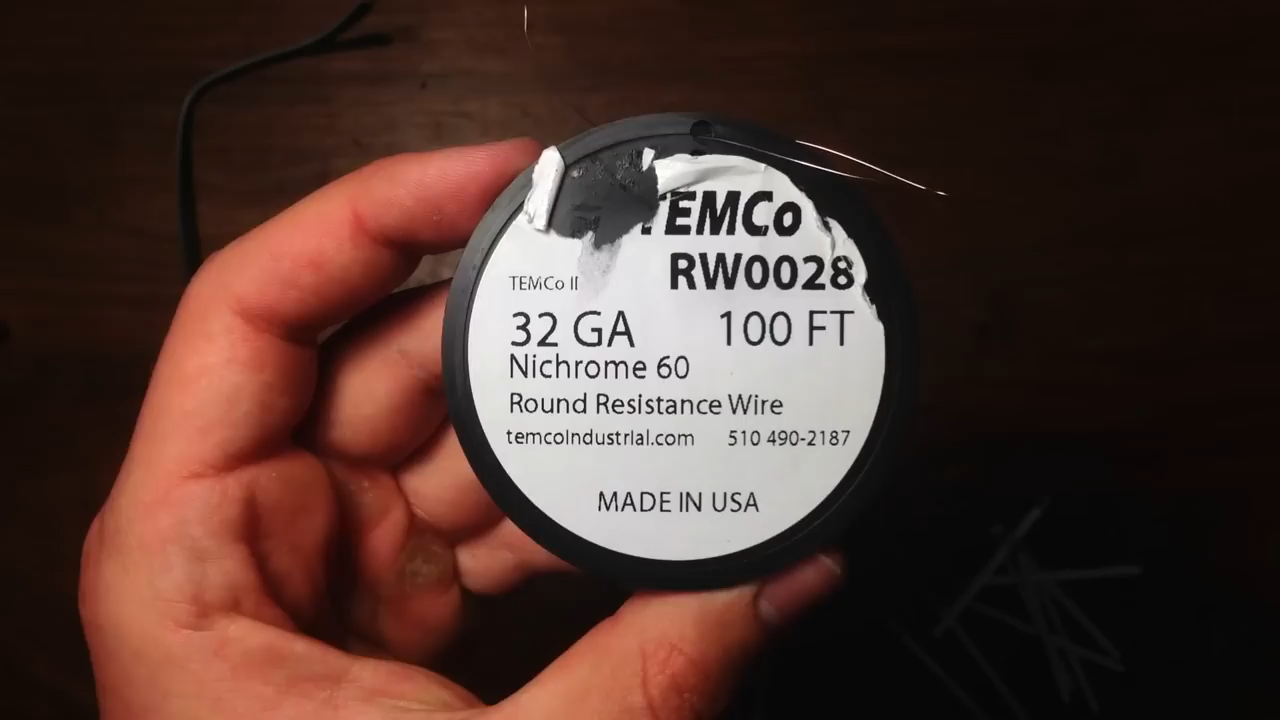 TEMCo
RW0028
TEMCo II
32 GA 100 FT
Nichrome 60
Round Resistance Wire
temcoindustrial.com 510 490-2187
MADE IN USA